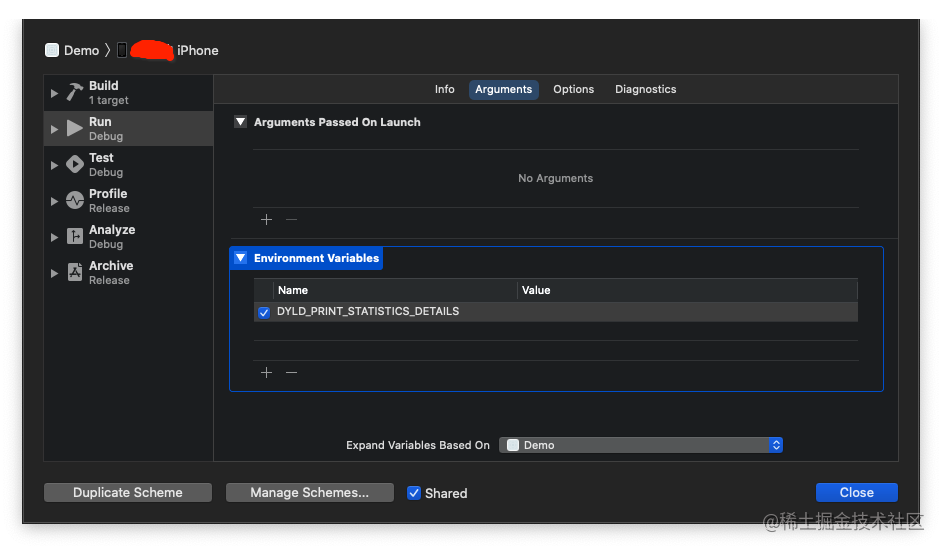 Demo 〉 iPhone
Build
1 target
Run
Debug
Test
Debug
Profile
Release
Analyze
Debug
Archive
Release
Info Arguments Options Diagnostics
Arguments Passed On Launch
No Arguments
Environment Variables
Name Value
DYLD_PRINT_STATISTICS_DETAILS
Expand Variables Based On Demo
Duplicate Scheme Manage Schemes... Shared Close
@稀土掘金技术社区